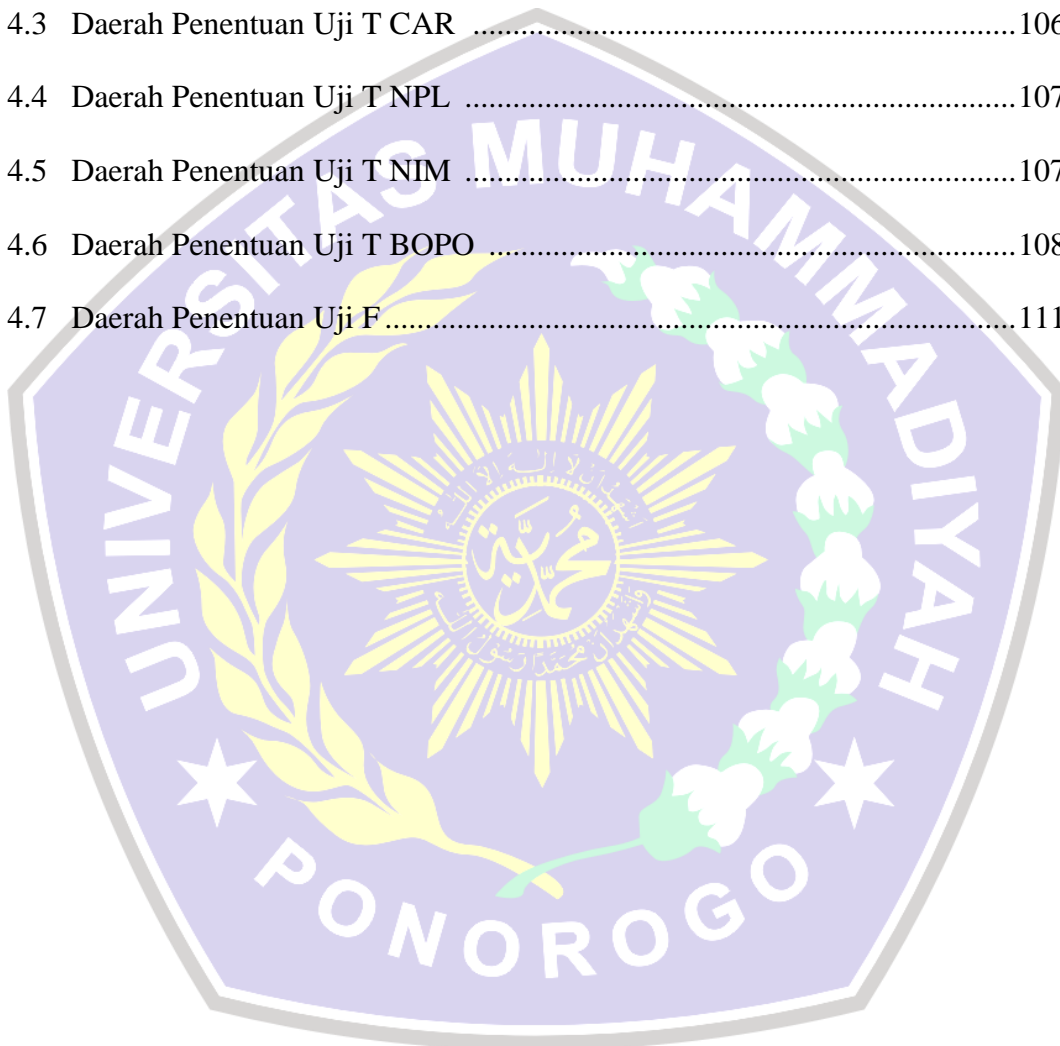 4.3 Daerah Penentuan Uji T CAR ................................................................................106
4.4 Daerah Penentuan Uji T NPL ................................................................................107
4.5 Daerah Penentuan Uji T NIM ................................................................................107
4.6 Daerah Penentuan Uji T BOPO .............................................................................108
4.7 Daerah Penentuan Uji F............................................................................................111
UNIVERSITAS MUHAMMADIYAH
محمدية
PONOROGO